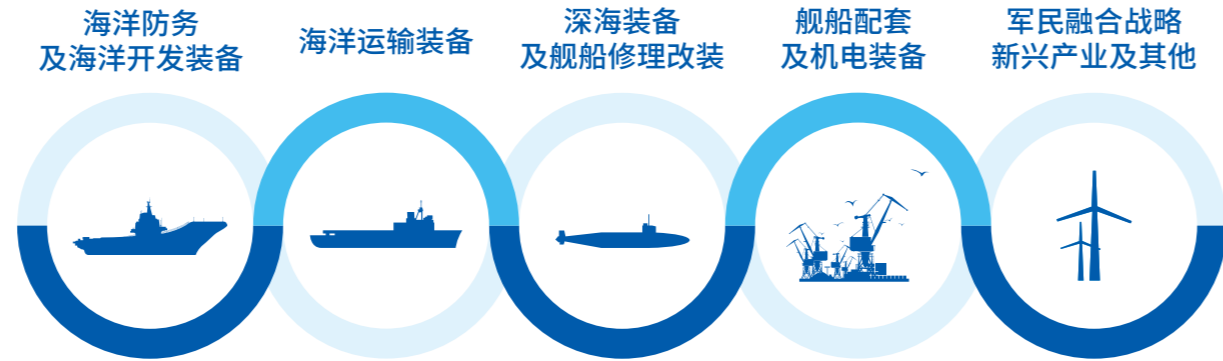 海洋防务
及海洋开发装备
海洋运输装备
深海装备
及舰船修理改装
舰船配套
及机电装备
军民融合战略
新兴产业及其他